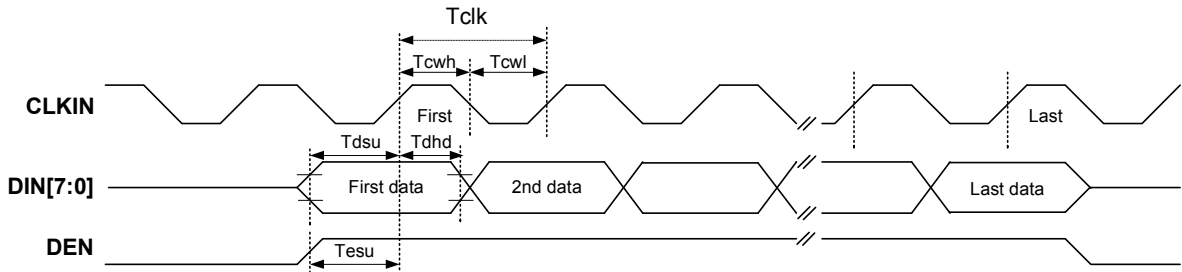 Tclk
Tcwh Tcwl
CLKIN First Last
Tdsu Tdhd
DIN[7:0] First data 2nd data Last data
DEN Tesu